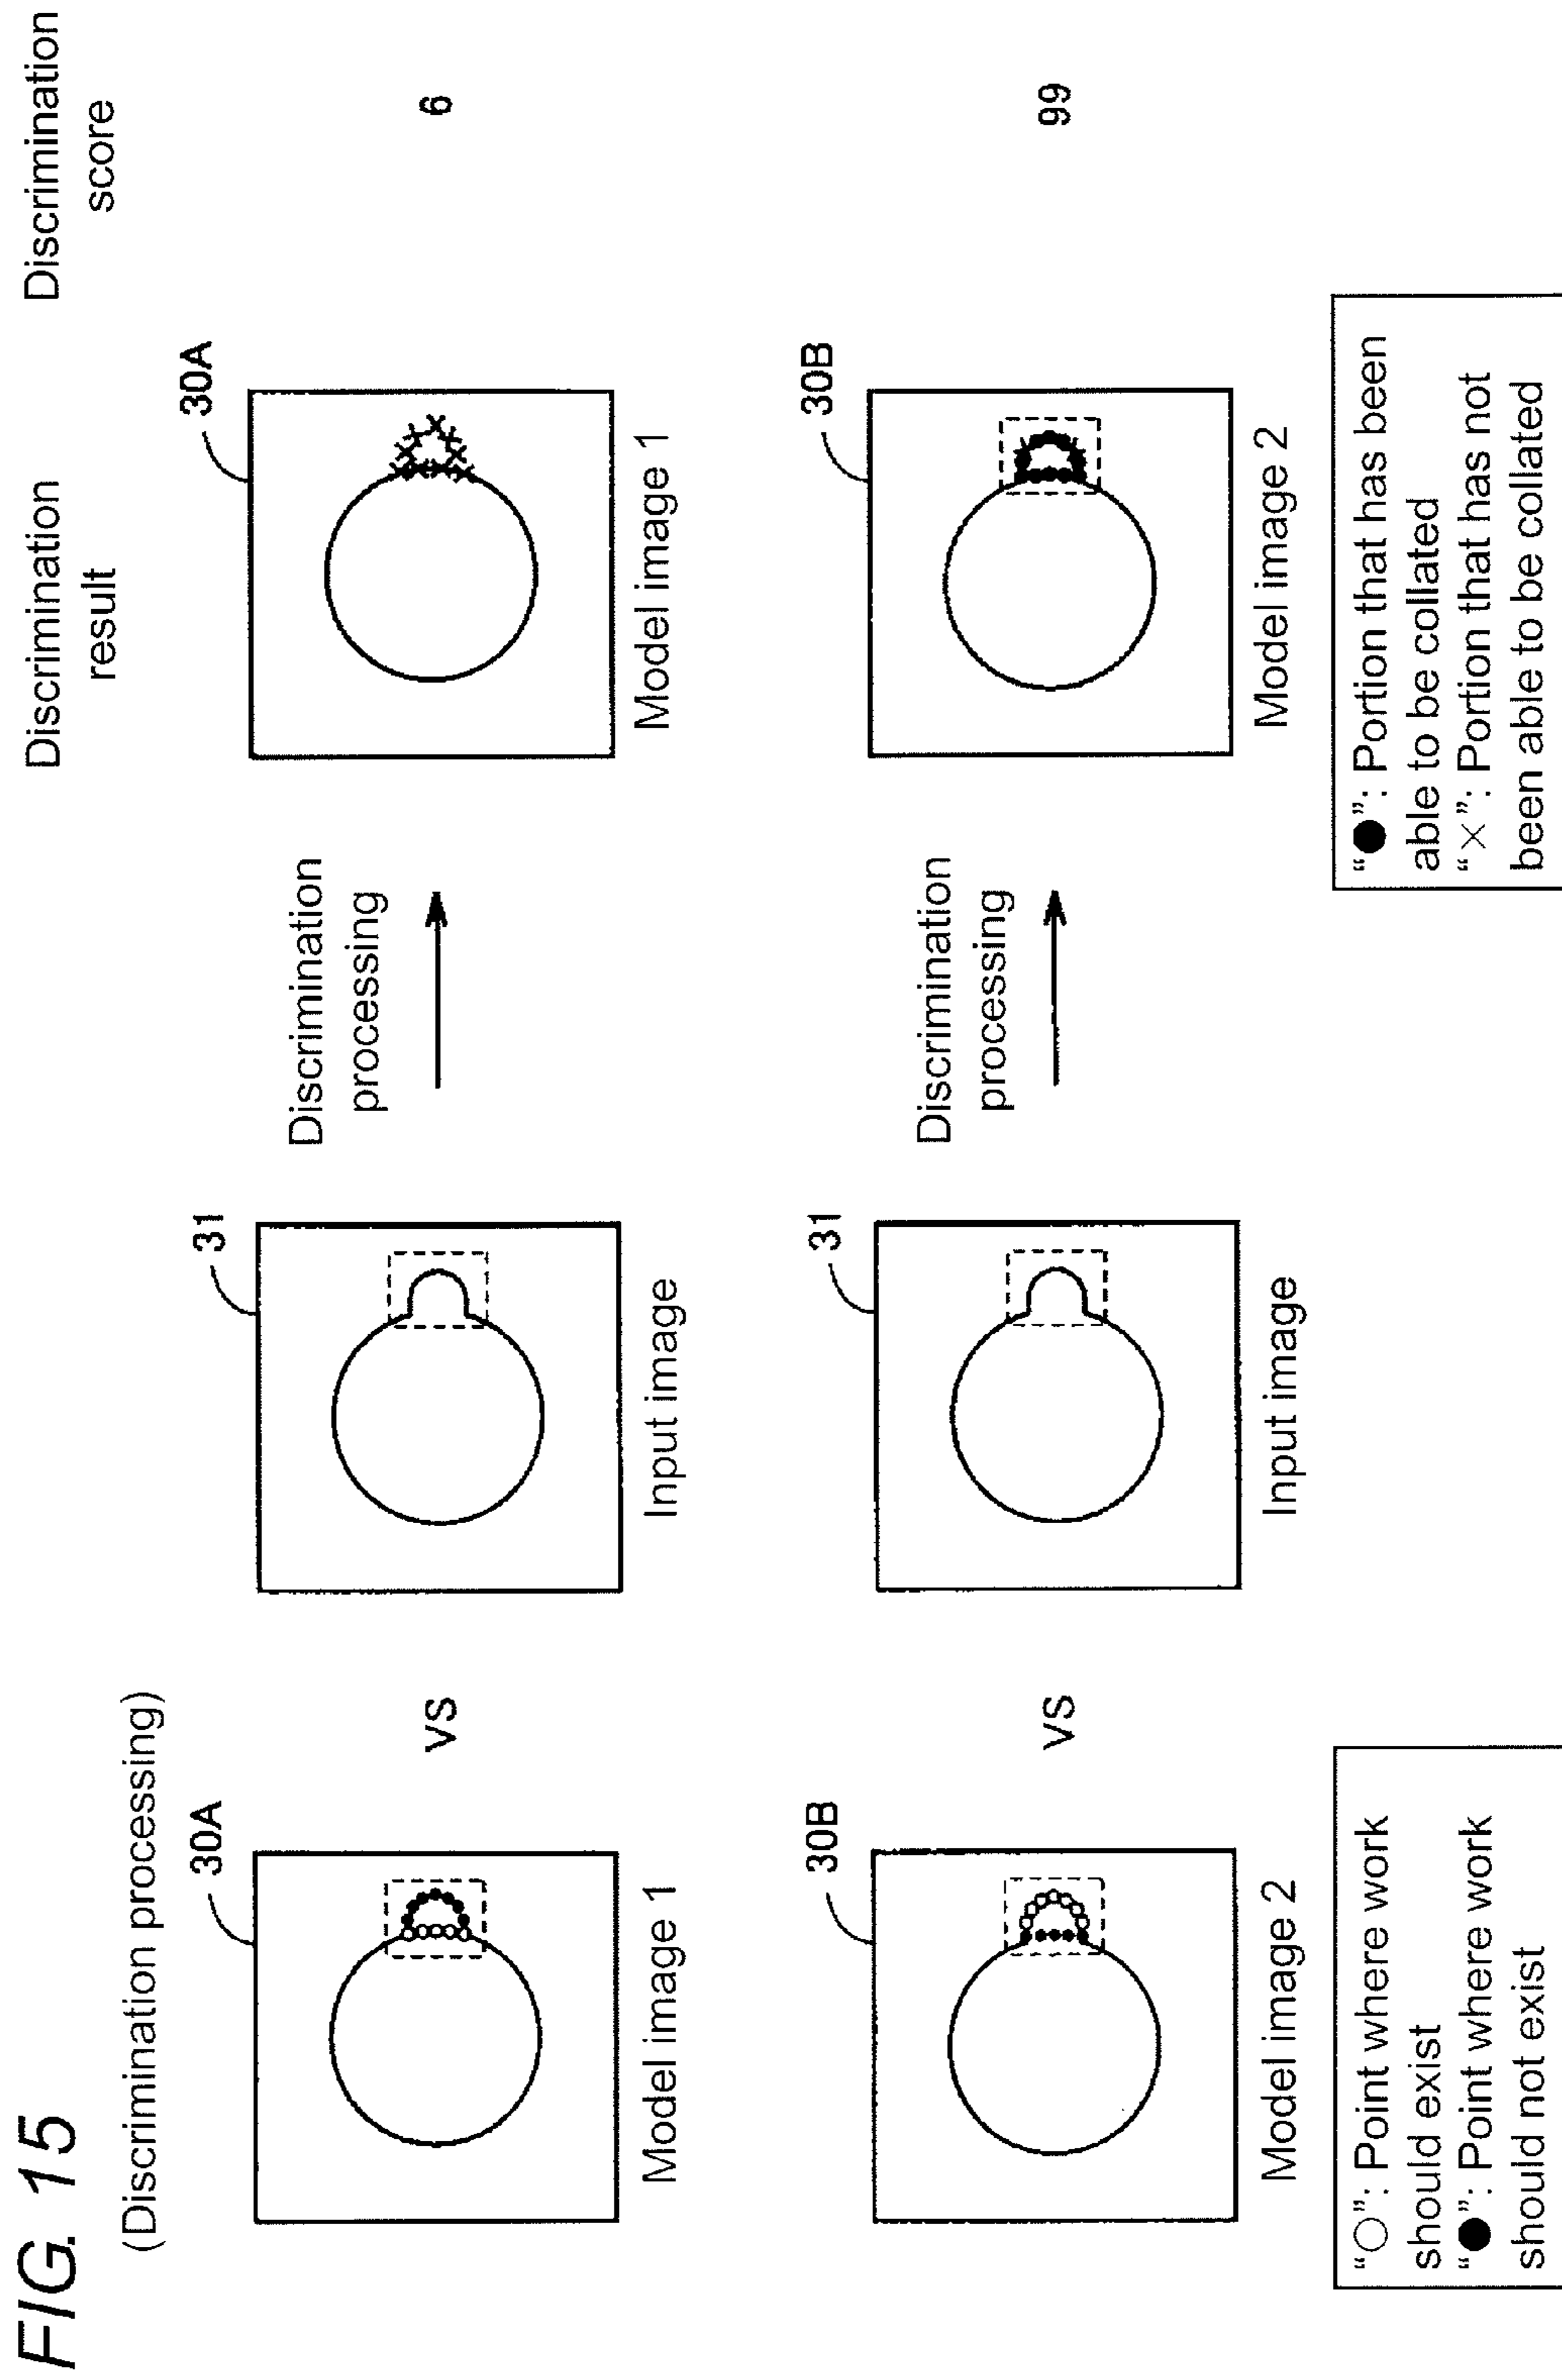 FIG. 15
(Discrimination processing)
Discrimination
result
Discrimination
score
30A
VS
31
Discrimination
processing
30A
6
Model image 1
Input image
Model image 1
30B
VS
31
Discrimination
processing
30B
99
Model image 2
Input image
Model image 2
“○”: Point where work
should exist
“●”: Point where work
should not exist
“●”: Portion that has been
able to be collated
“×”: Portion that has not
been able to be collated